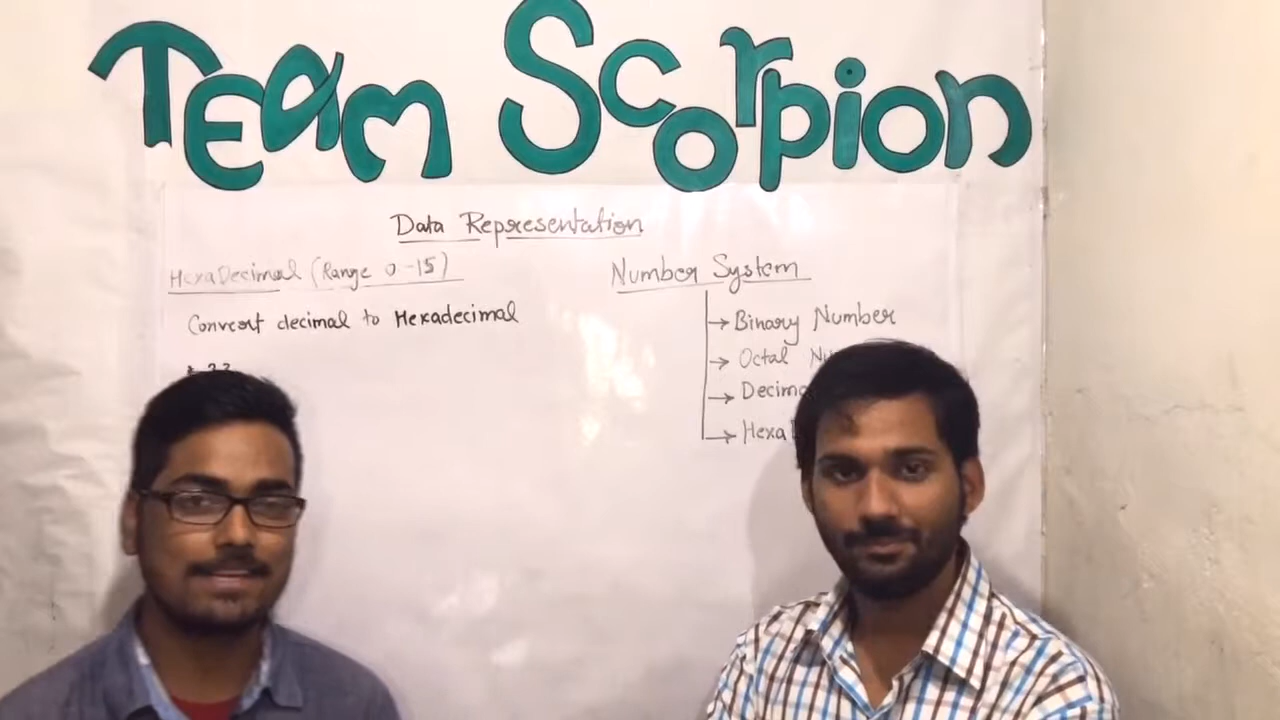 Team Scorpion
Data Representation
HexaDecimal (Range 0-15)
Convert decimal to Hexadecimal
Number System
→ Binary Number
→ Octal Nu
→ Decima
→ Hexa